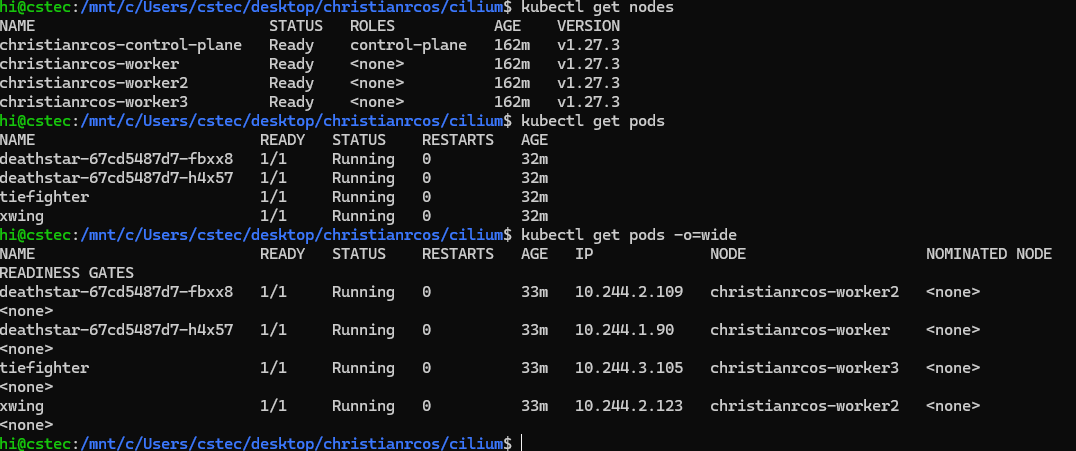 hi@cstec:/mnt/c/Users/cstec/desktop/christianrcos/cilium$ kubectl get nodes
NAME                          STATUS   ROLES           AGE    VERSION
christianrcos-control-plane   Ready    control-plane   162m   v1.27.3
christianrcos-worker          Ready    <none>          162m   v1.27.3
christianrcos-worker2         Ready    <none>          162m   v1.27.3
christianrcos-worker3         Ready    <none>          162m   v1.27.3
hi@cstec:/mnt/c/Users/cstec/desktop/christianrcos/cilium$ kubectl get pods
NAME                         READY   STATUS    RESTARTS   AGE
deathstar-67cd5487d7-fbxx8   1/1     Running   0          32m
deathstar-67cd5487d7-h4x57   1/1     Running   0          32m
tiefighter                   1/1     Running   0          32m
xwing                        1/1     Running   0          32m
hi@cstec:/mnt/c/Users/cstec/desktop/christianrcos/cilium$ kubectl get pods -o=wide
NAME                         READY   STATUS    RESTARTS   AGE   IP             NODE                    NOMINATED NODE
READINESS GATES
deathstar-67cd5487d7-fbxx8   1/1     Running   0          33m   10.244.2.109   christianrcos-worker2   <none>
<none>
deathstar-67cd5487d7-h4x57   1/1     Running   0          33m   10.244.1.90    christianrcos-worker    <none>
<none>
tiefighter                   1/1     Running   0          33m   10.244.3.105   christianrcos-worker3   <none>
<none>
xwing                        1/1     Running   0          33m   10.244.2.123   christianrcos-worker2   <none>
<none>
hi@cstec:/mnt/c/Users/cstec/desktop/christianrcos/cilium$